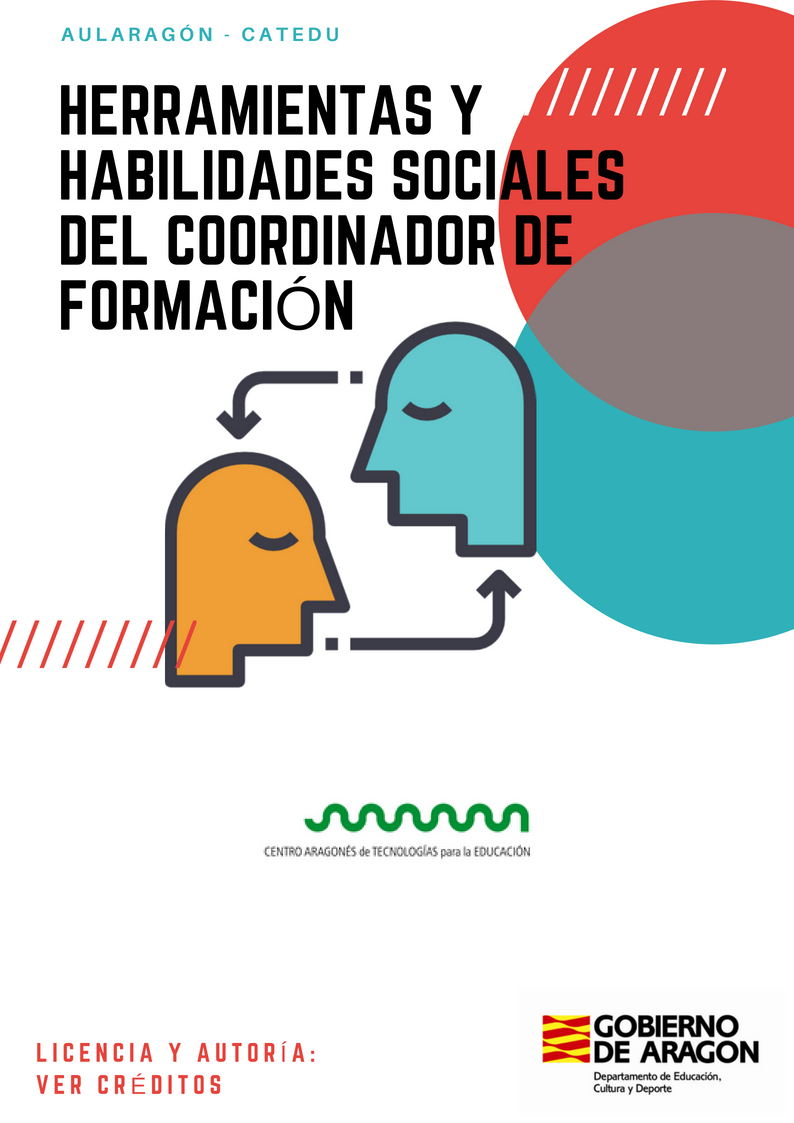 AULARAGÓN - CATEDU
HERRAMIENTAS Y
HABILIDADES SOCIALES
DEL COORDINADOR DE
FORMACIÓN
CENTRO ARAGONÉS de TECNOLOGÍAS para la EDUCACIÓN
LICENCIA Y AUTORÍA:
VER CRÉDITOS
GOBIERNO
DE ARAGON
Departamento de Educación,
Cultura y Deporte